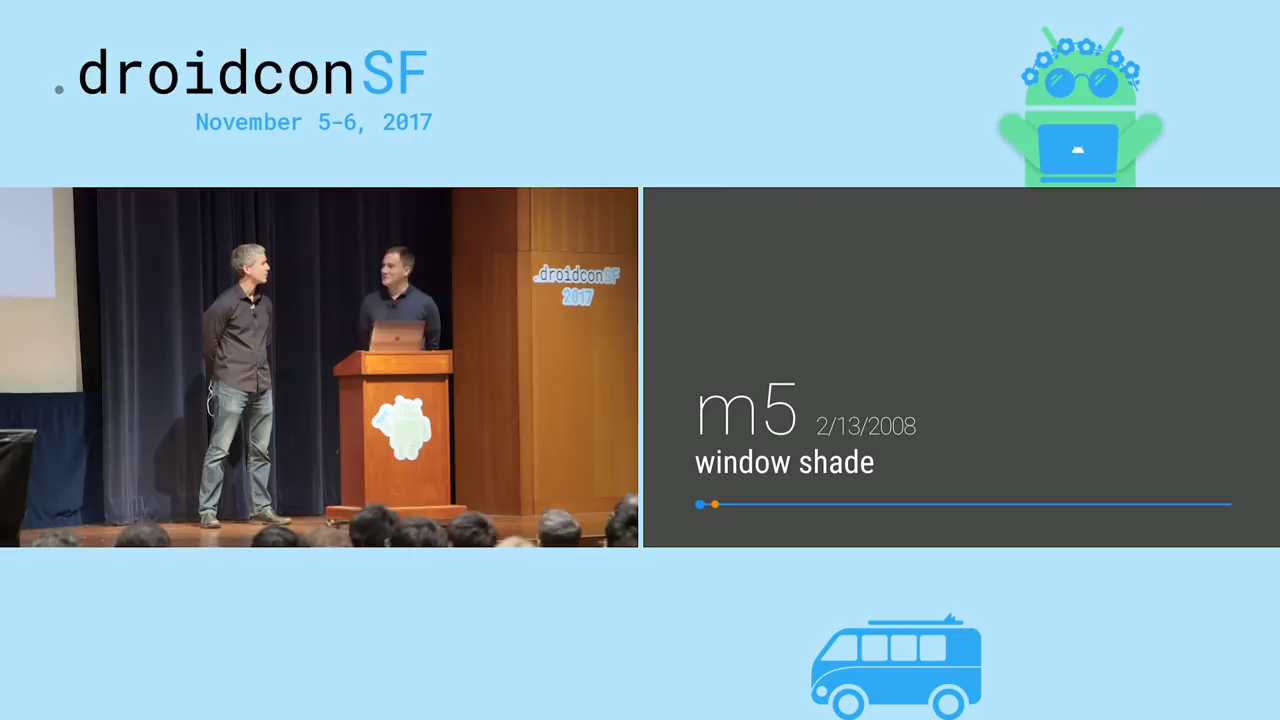 .droidconSF
November 5-6, 2017
.droidconSF
2017
m5 2/13/2008
window shade